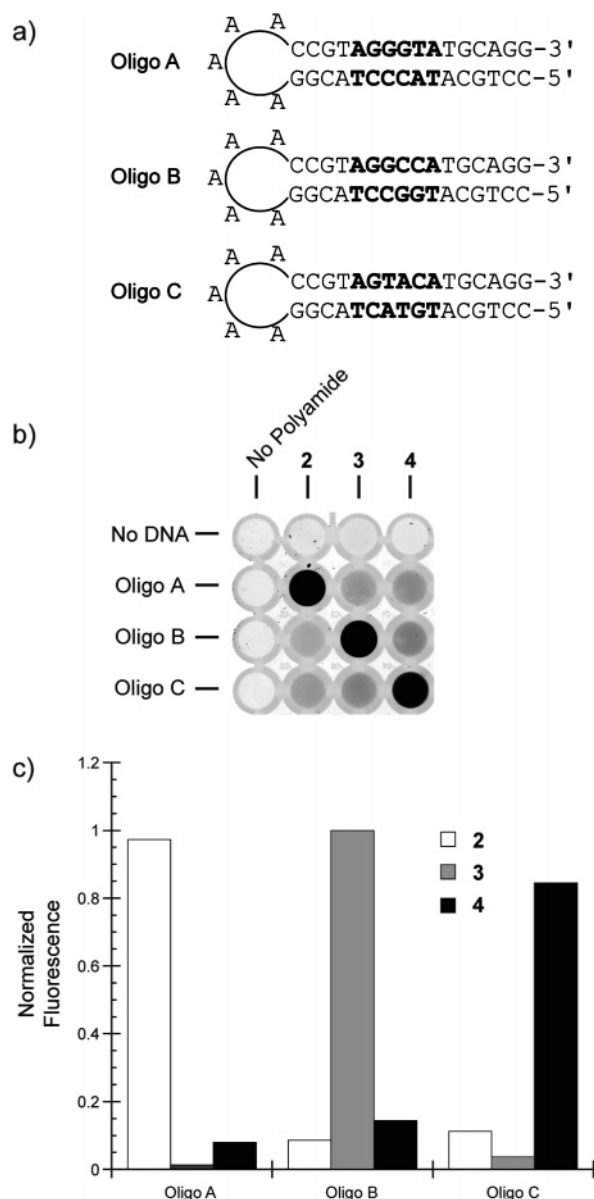 a)
A A
Oligo A A CCGTAGGGTATGCAGG-3'
GGCATCCCATACGTCC-5'
A A
A A
Oligo B A CCGTAGGCCATGCAGG-3'
GGCATCCGGTACGTCC-5'
A A
A A
Oligo C A CCGTAGTACATGCAGG-3'
GGCATCATGTACGTCC-5'
A A
b)
No Polyamide 2 3 4
No DNA
Oligo A
Oligo B
Oligo C
c)
Normalized
Fluorescence
1.2
1
0.8
0.6
0.4
0.2
0
2
3
4
Oligo A Oligo B Oligo C